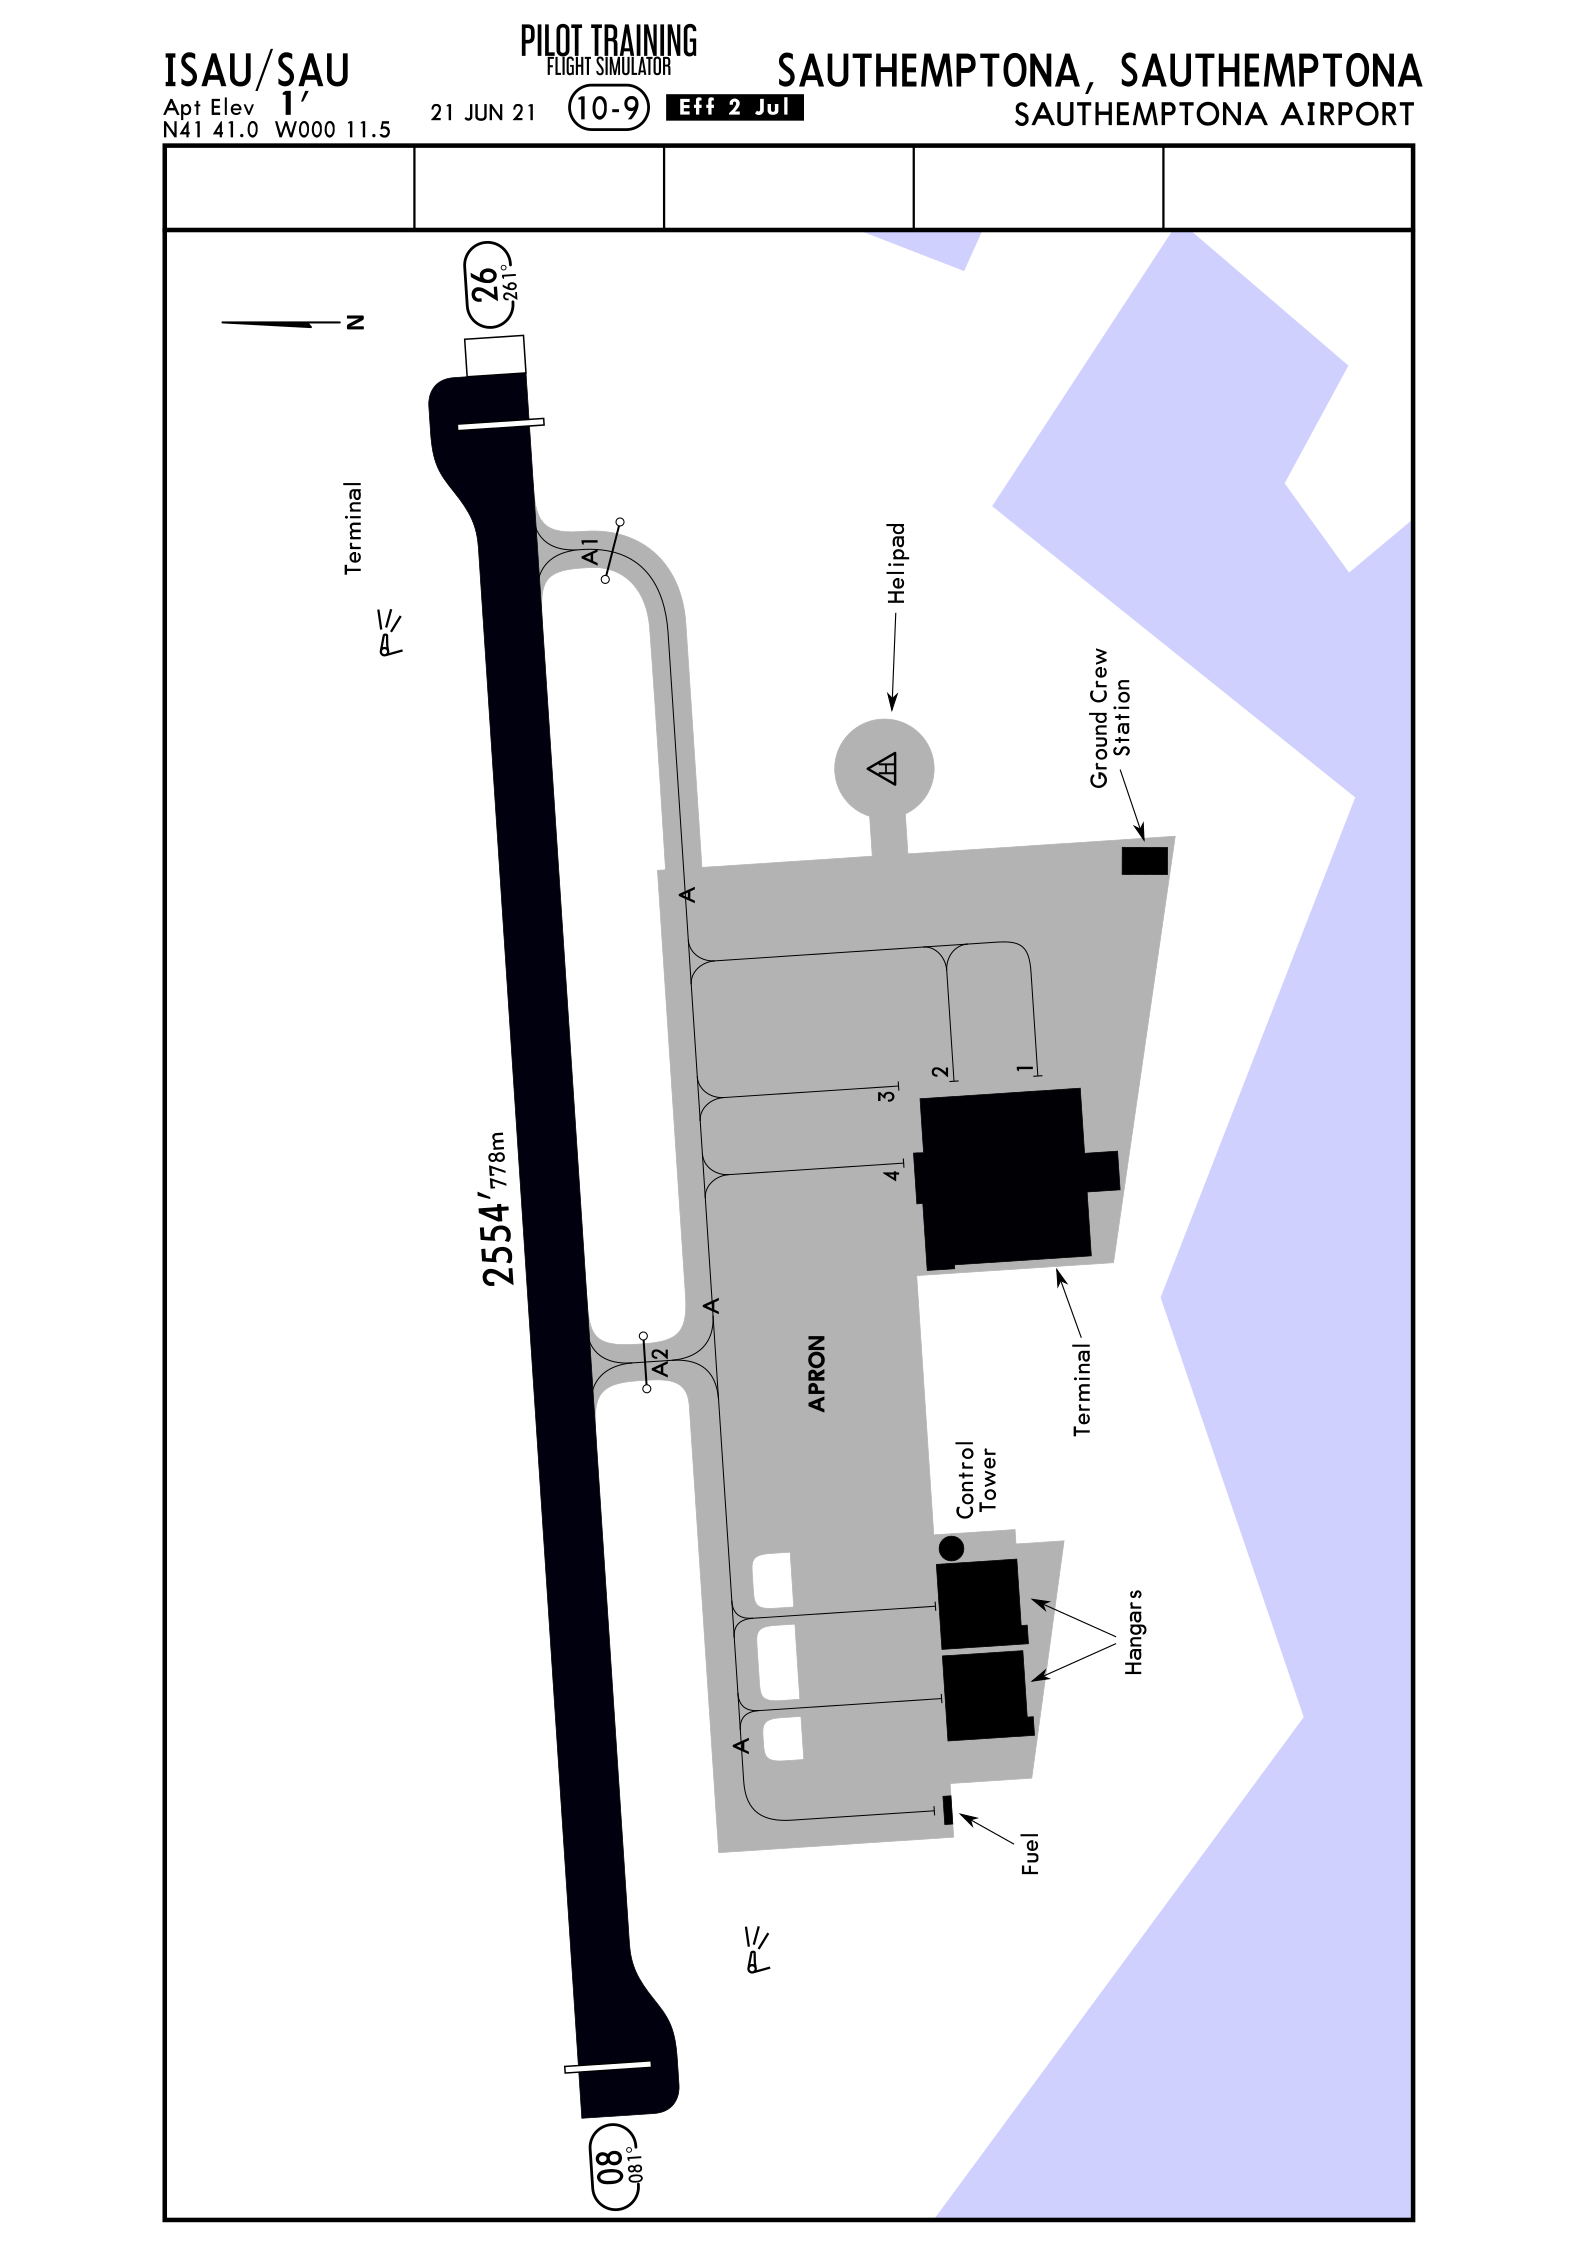 ISAU/SAU
Apt Elev 1′
N41 41.0 W000 11.5
PILOT TRAINING
FLIGHT SIMULATOR
21 JUN 21
10-9
Eff 2 Jul
SAUTHEMPTONA, SAUTHEMPTONA
SAUTHEMPTONA AIRPORT
26
261°
N
Terminal
A1
Helipad
H
Ground Crew
Station
A
2
1
3
4
2554′ 778m
A
A2
APRON
Terminal
Control
Tower
Hangars
A
Fuel
08
081°